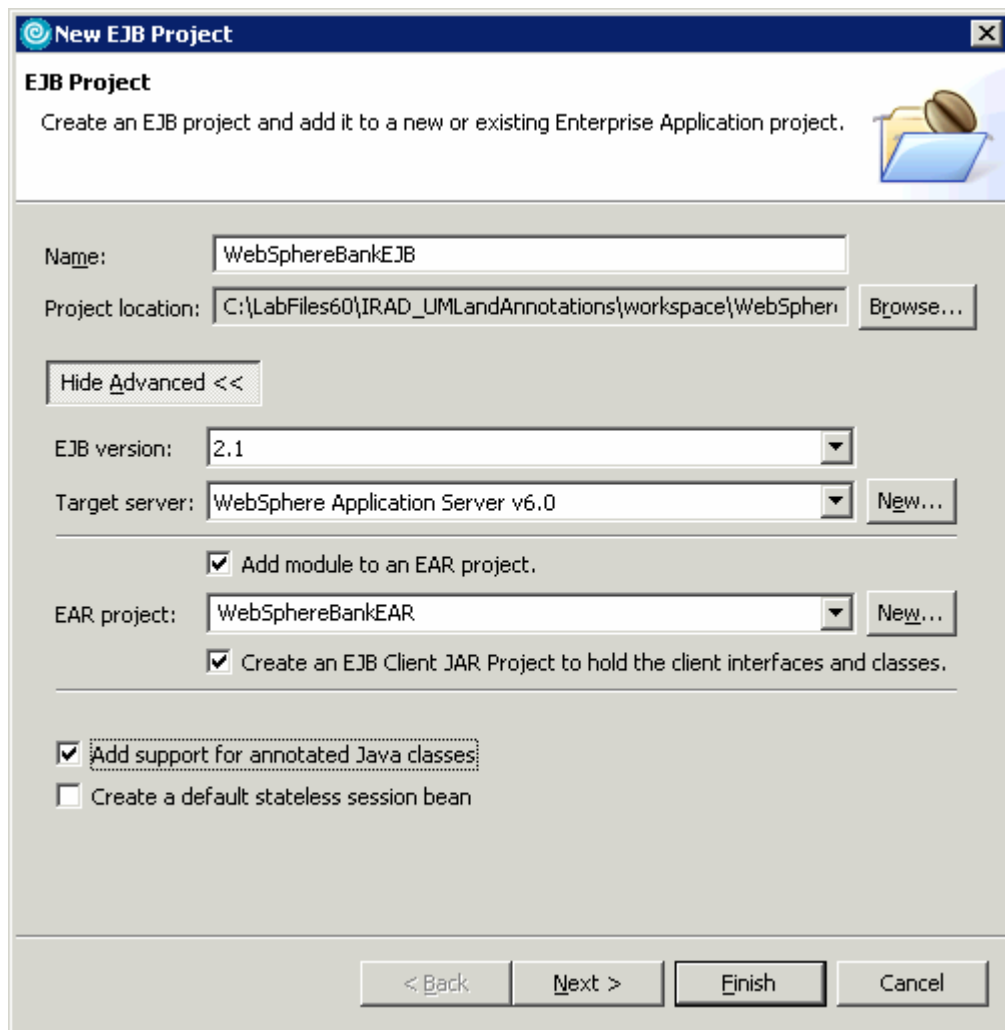 New EJB Project
EJB Project
Create an EJB project and add it to a new or existing Enterprise Application project.
Name: WebSphereBankEJB
Project location: C:\LabFiles60\IRAD_UMLandAnnotations\workspace\WebSpher Browse...
Hide Advanced <<
EJB version: 2.1
Target server: WebSphere Application Server v6.0 New...
Add module to an EAR project.
EAR project: WebSphereBankEAR New...
Create an EJB Client JAR Project to hold the client interfaces and classes.
Add support for annotated Java classes
Create a default stateless session bean
< Back Next > Finish Cancel